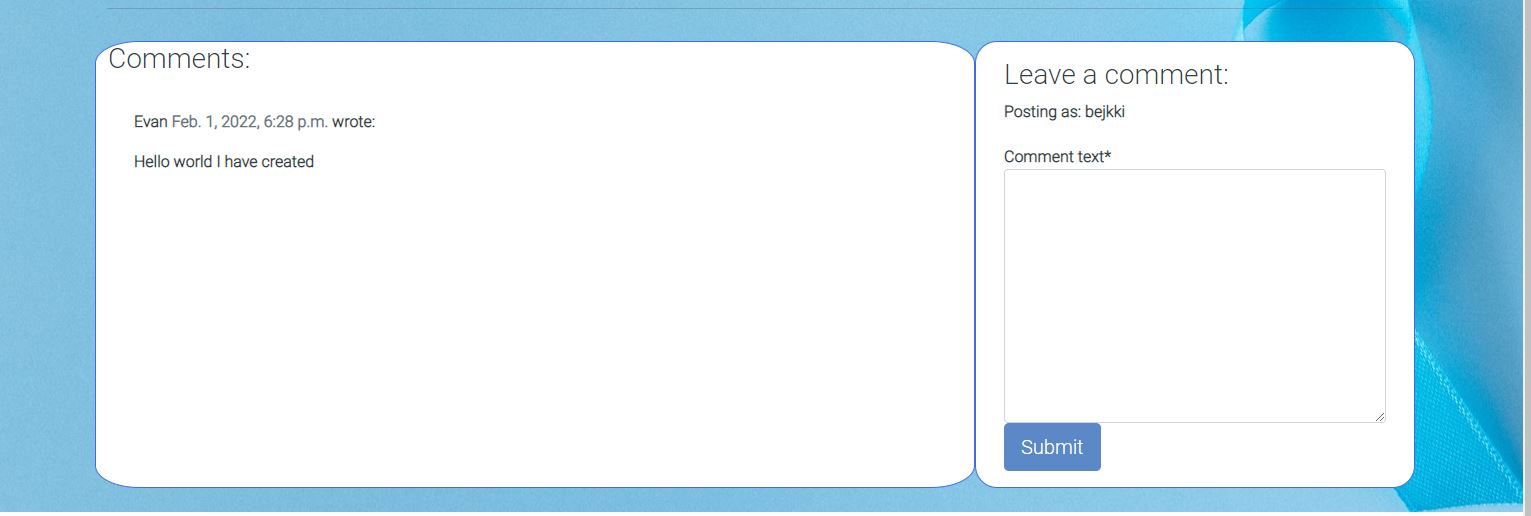 Comments:
Evan Feb. 1, 2022, 6:28 p.m. wrote:
Hello world I have created
Leave a comment:
Posting as: bejkki
Comment text*
Submit